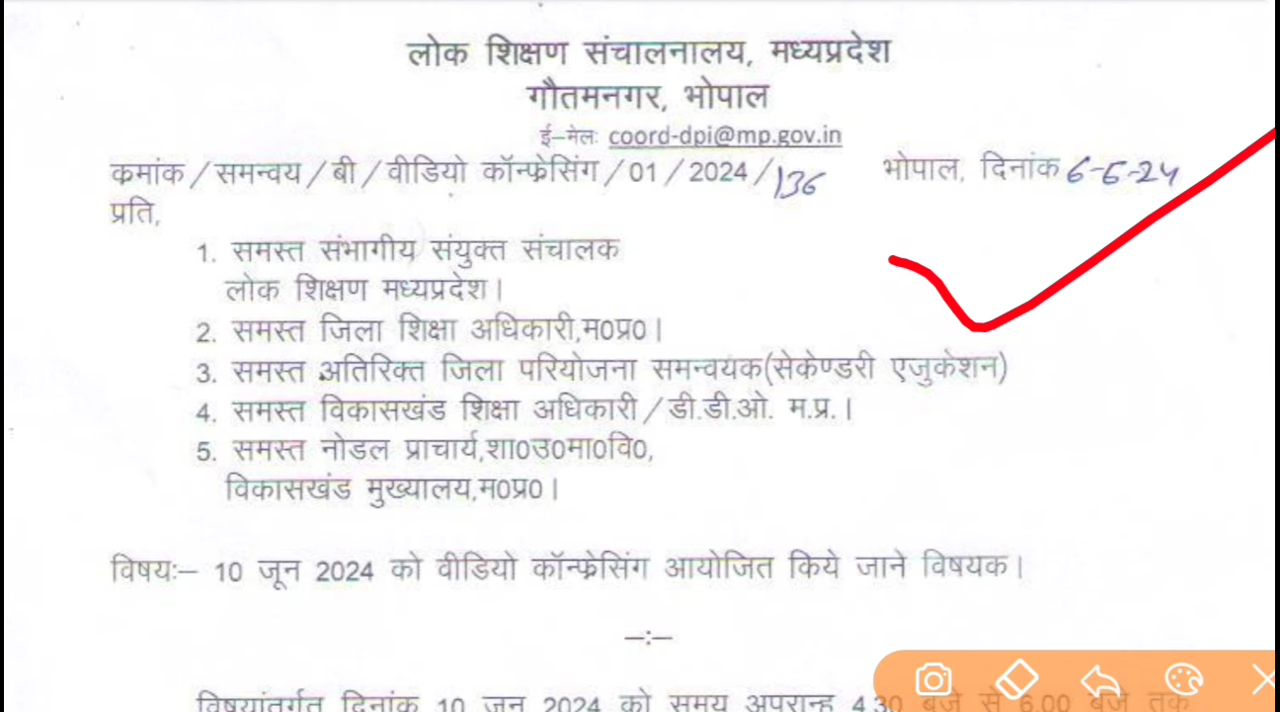 लोक शिक्षण संचालनालय, मध्यप्रदेश
गौतमनगर, भोपाल
ई–मेलः coord-dpi@mp.gov.in
कमांक / समन्वय / बी / वीडियो कॉन्फ्रेसिंग / 01 / 2024 / 136 भोपाल, दिनांक 6-6-24
प्रति,
1. समस्त संभागीय संयुक्त संचालक
लोक शिक्षण मध्यप्रदेश।
2. समस्त जिला शिक्षा अधिकारी,म0प्र0।
3. समस्त अतिरिक्त जिला परियोजना समन्वयक(सेकेण्डरी एजुकेशन)
4. समस्त विकासखंड शिक्षा अधिकारी / डी.डी.ओ. म.प्र.।
5. समस्त नोडल प्राचार्य,शा0उ0मा0वि0,
विकासखंड मुख्यालय,म0प्र0।
विषयः– 10 जून 2024 को वीडियो कॉन्फ्रेसिंग आयोजित किये जाने विषयक।
—:—
विषयांतर्गत दिनांक 10 जून 2024 को समय अपरान्ह 4.30 बजे से 6.00 बजे तक